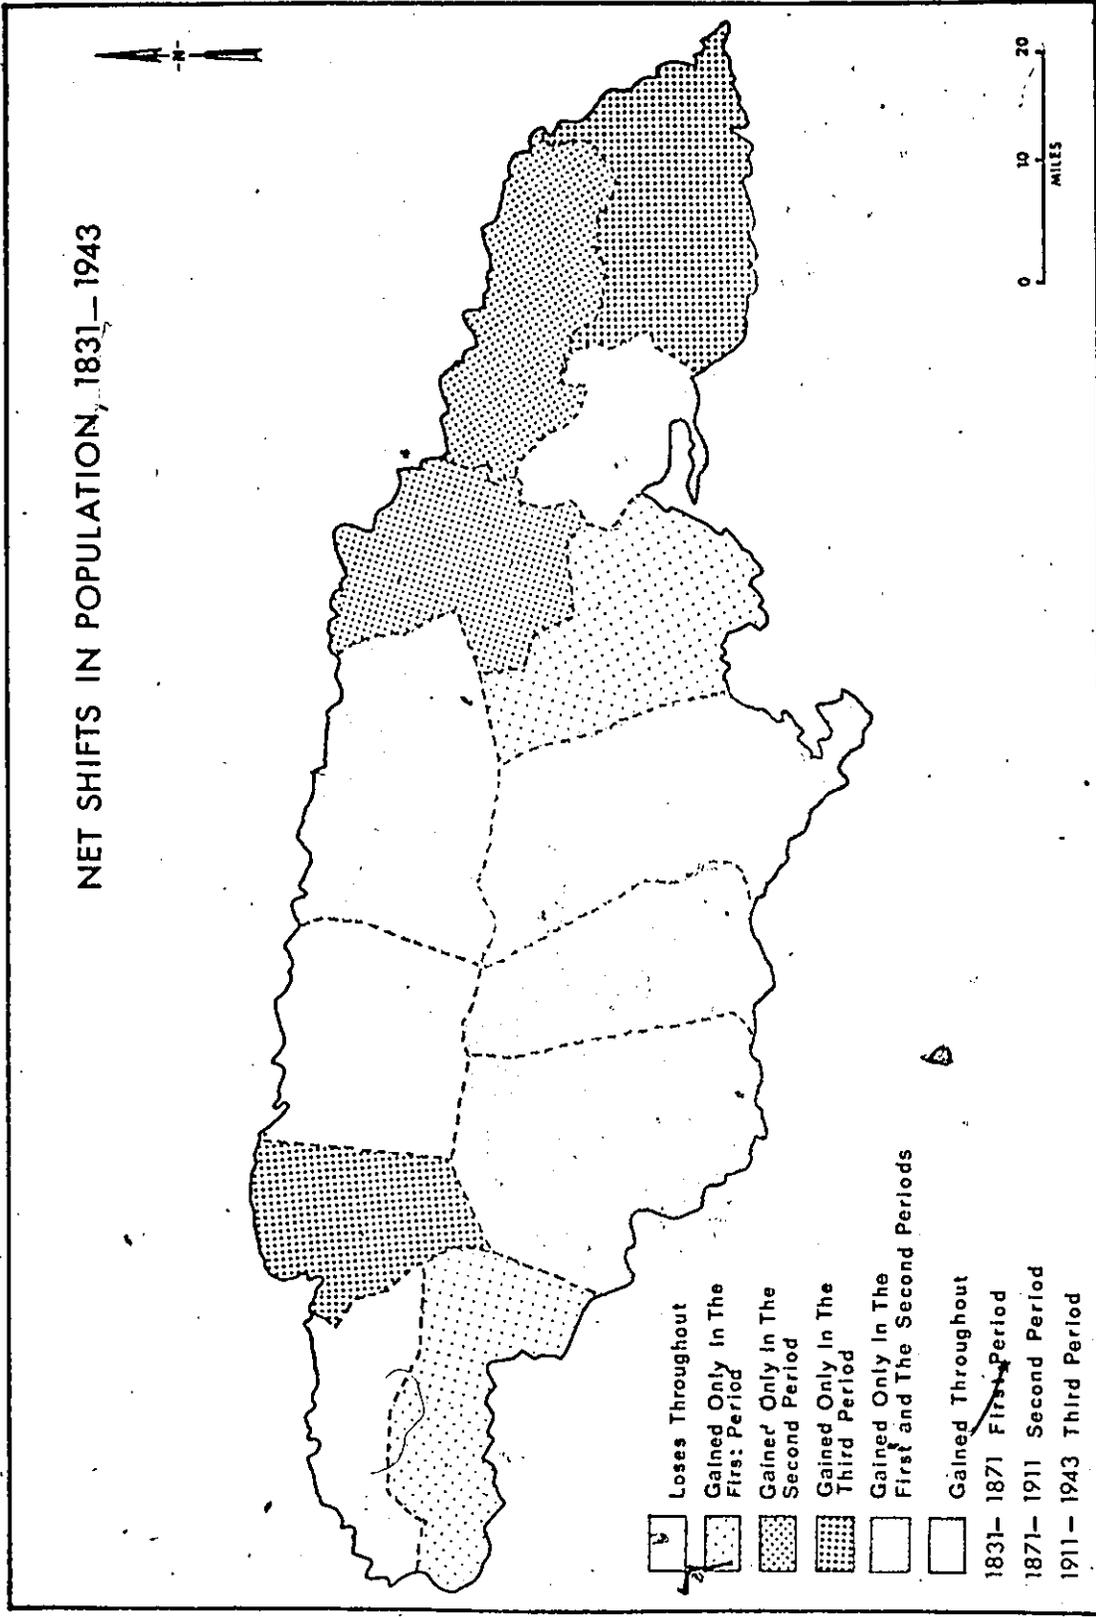 NET SHIFTS IN POPULATION, 1831—1943
N
0 10 20
MILES
Loses Throughout
Gained Only In The
Firs: Period
Gained Only In The
Second Period
Gained Only In The
Third Period
Gained Only In The
First and The Second Periods
Gained Throughout
1831— 1871 First Period
1871— 1911 Second Period
1911— 1943 Third Period